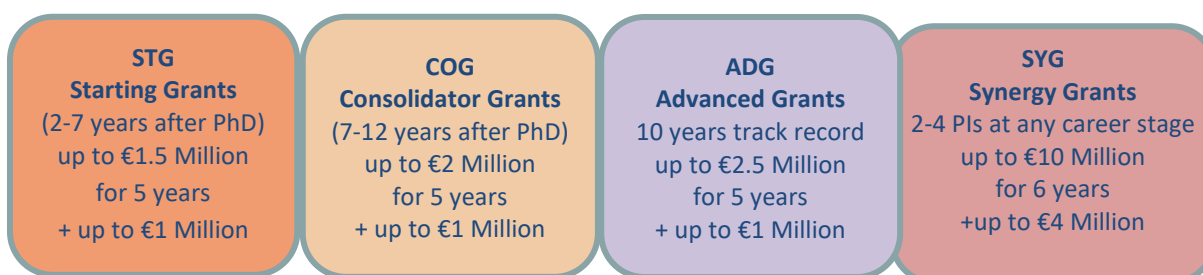 STG
Starting Grants
(2-7 years after PhD)
up to €1.5 Million
for 5 years
+ up to €1 Million
COG
Consolidator Grants
(7-12 years after PhD)
up to €2 Million
for 5 years
+ up to €1 Million
ADG
Advanced Grants
10 years track record
up to €2.5 Million
for 5 years
+ up to €1 Million
SYG
Synergy Grants
2-4 PIs at any career stage
up to €10 Million
for 6 years
+up to €4 Million